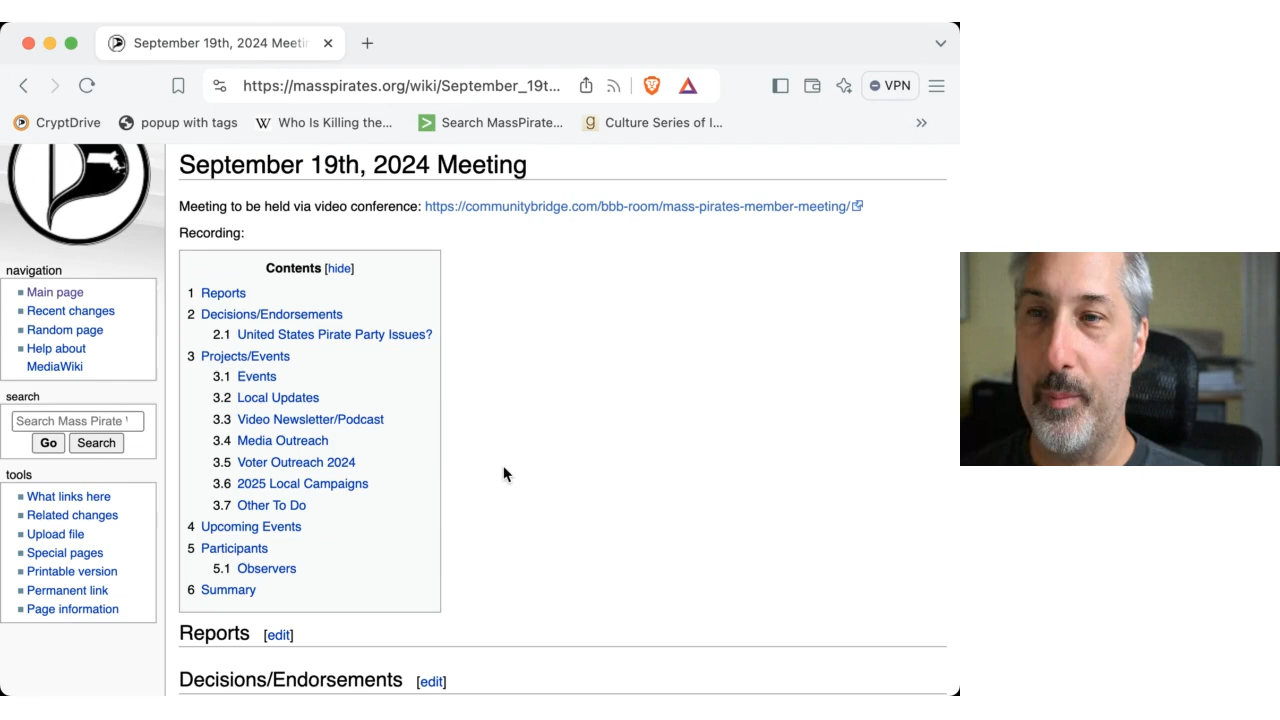 September 19th, 2024 Meetin
https://masspirates.org/wiki/September_19t...
VPN
CryptDrive
popup with tags
W Who Is Killing the...
> Search MassPirate...
g Culture Series of I...
»
September 19th, 2024 Meeting
Meeting to be held via video conference: https://communitybridge.com/bbb-room/mass-pirates-member-meeting/
Recording:
Contents [hide]
1 Reports
2 Decisions/Endorsements
2.1 United States Pirate Party Issues?
3 Projects/Events
3.1 Events
3.2 Local Updates
3.3 Video Newsletter/Podcast
3.4 Media Outreach
3.5 Voter Outreach 2024
3.6 2025 Local Campaigns
3.7 Other To Do
4 Upcoming Events
5 Participants
5.1 Observers
6 Summary
Reports [edit]
Decisions/Endorsements [edit]
navigation
Main page
Recent changes
Random page
Help about
MediaWiki
search
Search Mass Pirate
Go Search
tools
What links here
Related changes
Upload file
Special pages
Printable version
Permanent link
Page information